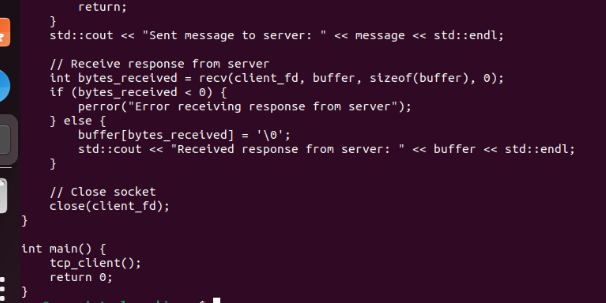 return;
    }
    std::cout << "Sent message to server: " << message << std::endl;

    // Receive response from server
    int bytes_received = recv(client_fd, buffer, sizeof(buffer), 0);
    if (bytes_received < 0) {
        perror("Error receiving response from server");
    } else {
        buffer[bytes_received] = '\0';
        std::cout << "Received response from server: " << buffer << std::endl;
    }

    // Close socket
    close(client_fd);
}

int main() {
    tcp_client();
    return 0;
}